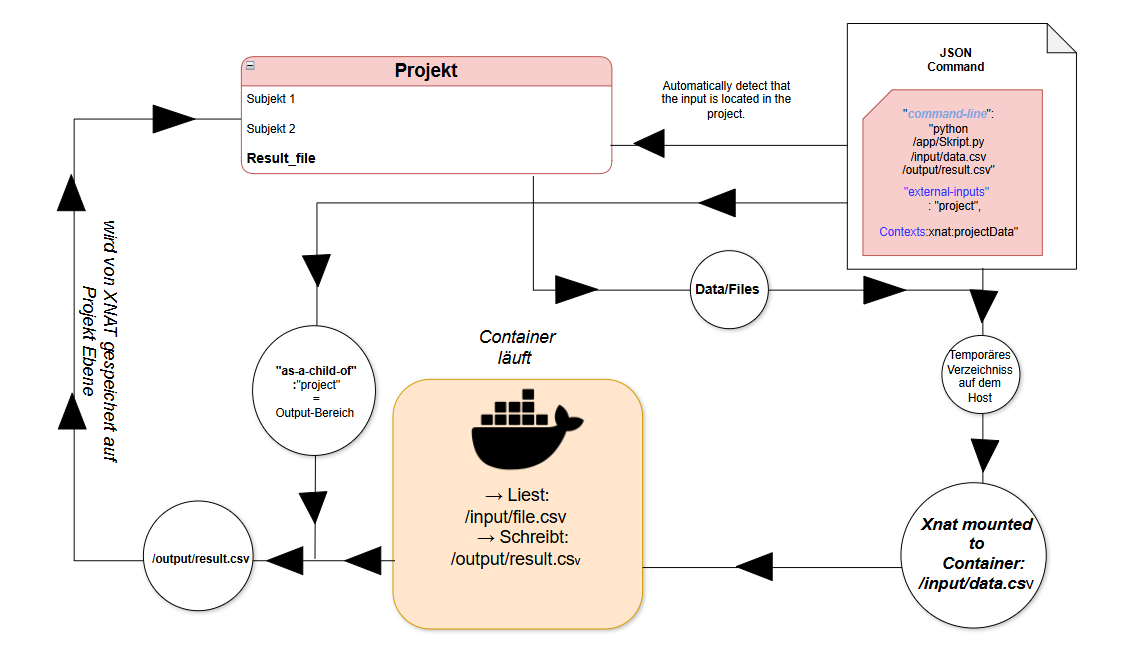 Projekt
Subjekt 1
Subjekt 2
Result_file
Automatically detect that
the input is located in the
project.
JSON
Command
"command-line":
"python
/app/Skript.py
/input/data.csv
/output/result.csv"
"external-inputs"
: "project",
Contexts:xnat:projectData"
Data/Files
Temporäres
Verzeichniss
auf dem
Host
Xnat mounted
to
Container:
/input/data.csv
Container
läuft
→ Liest:
/input/file.csv
→ Schreibt:
/output/result.csv
"as-a-child-of"
:"project"
=
Output-Bereich
/output/result.csv
wird von XNAT gespeichert auf
Projekt Ebene